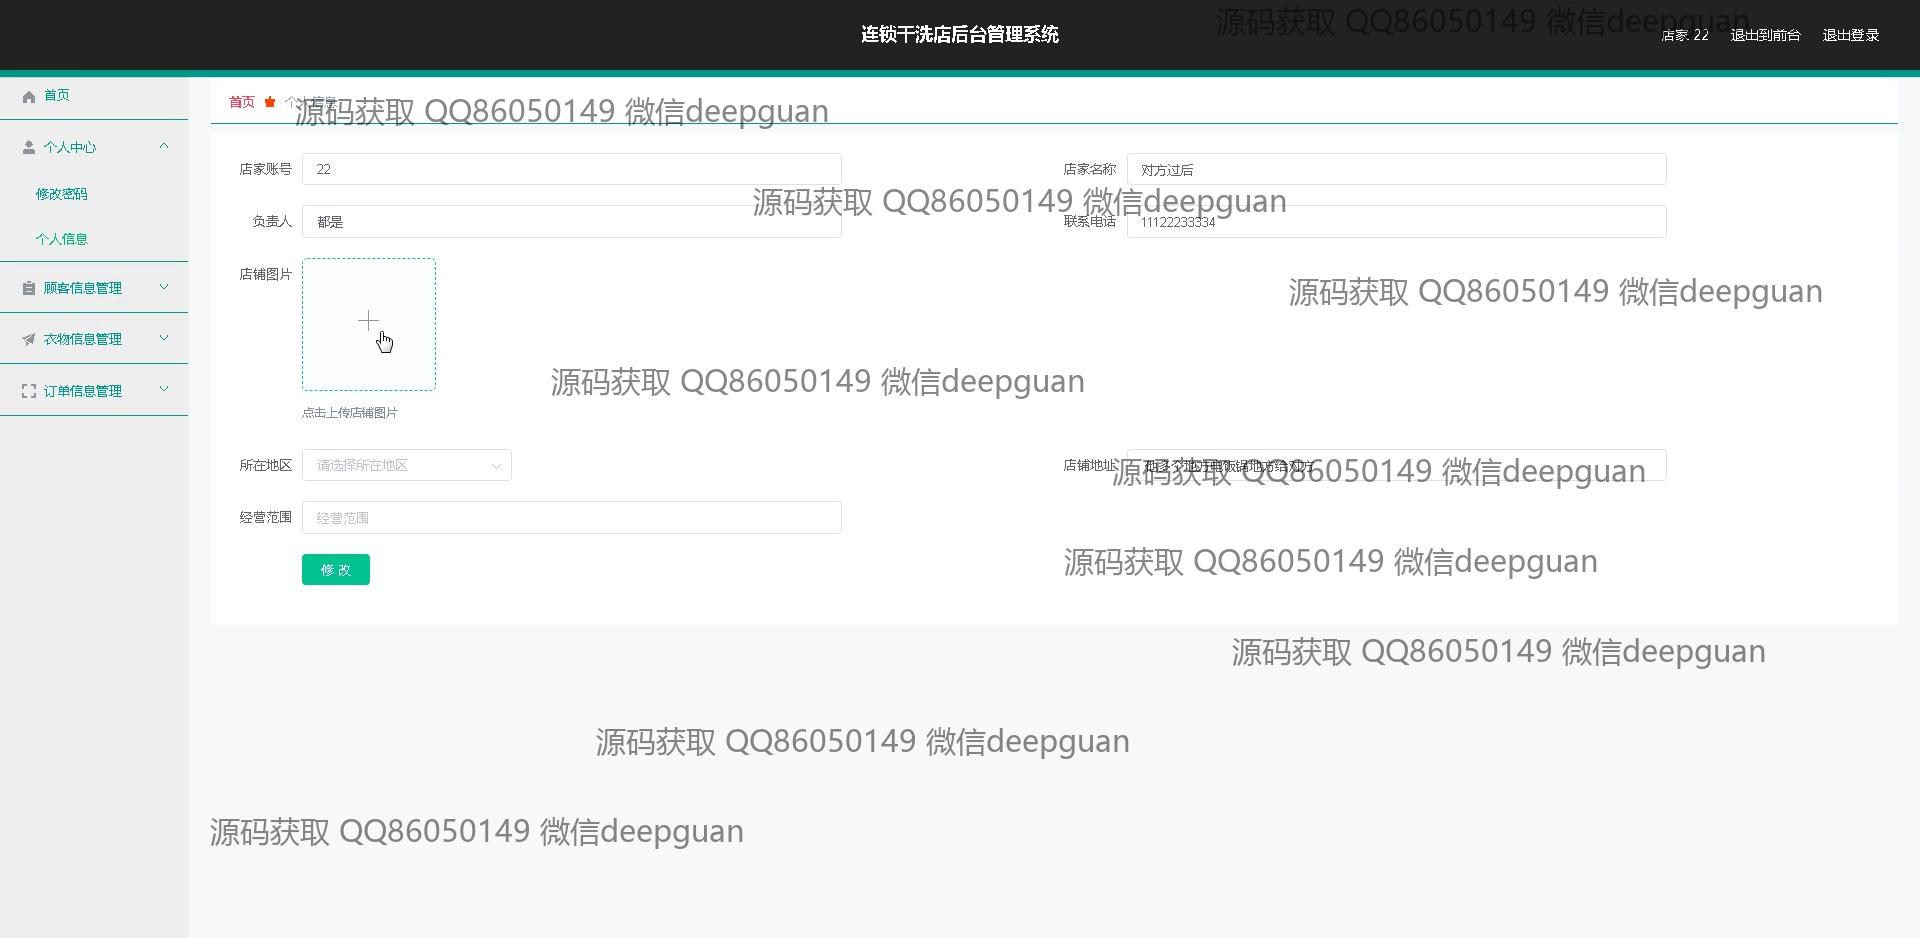 连锁干洗店后台管理系统
源码获取 QQ86050149 微信deepguan
店家 22 退出到前台 退出登录
首页
首页 个人信息
源码获取 QQ86050149 微信deepguan
个人中心
修改密码
个人信息
顾客信息管理
衣物信息管理
订单信息管理
店家账号 22
店家名称 对方过后
源码获取 QQ86050149 微信deepguan
负责人 都是
联系电话 11122233334
店铺图片
源码获取 QQ86050149 微信deepguan
源码获取 QQ86050149 微信deepguan
点击上传店铺图片
所在地区 请选择所在地区
店铺地址
源码获取 QQ86050149 微信deepguan
经营范围 经营范围
源码获取 QQ86050149 微信deepguan
修改
源码获取 QQ86050149 微信deepguan
源码获取 QQ86050149 微信deepguan
源码获取 QQ86050149 微信deepguan